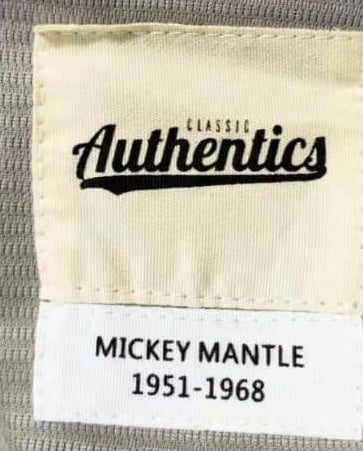 CLASSIC
Authentics
MICKEY MANTLE
1951-1968